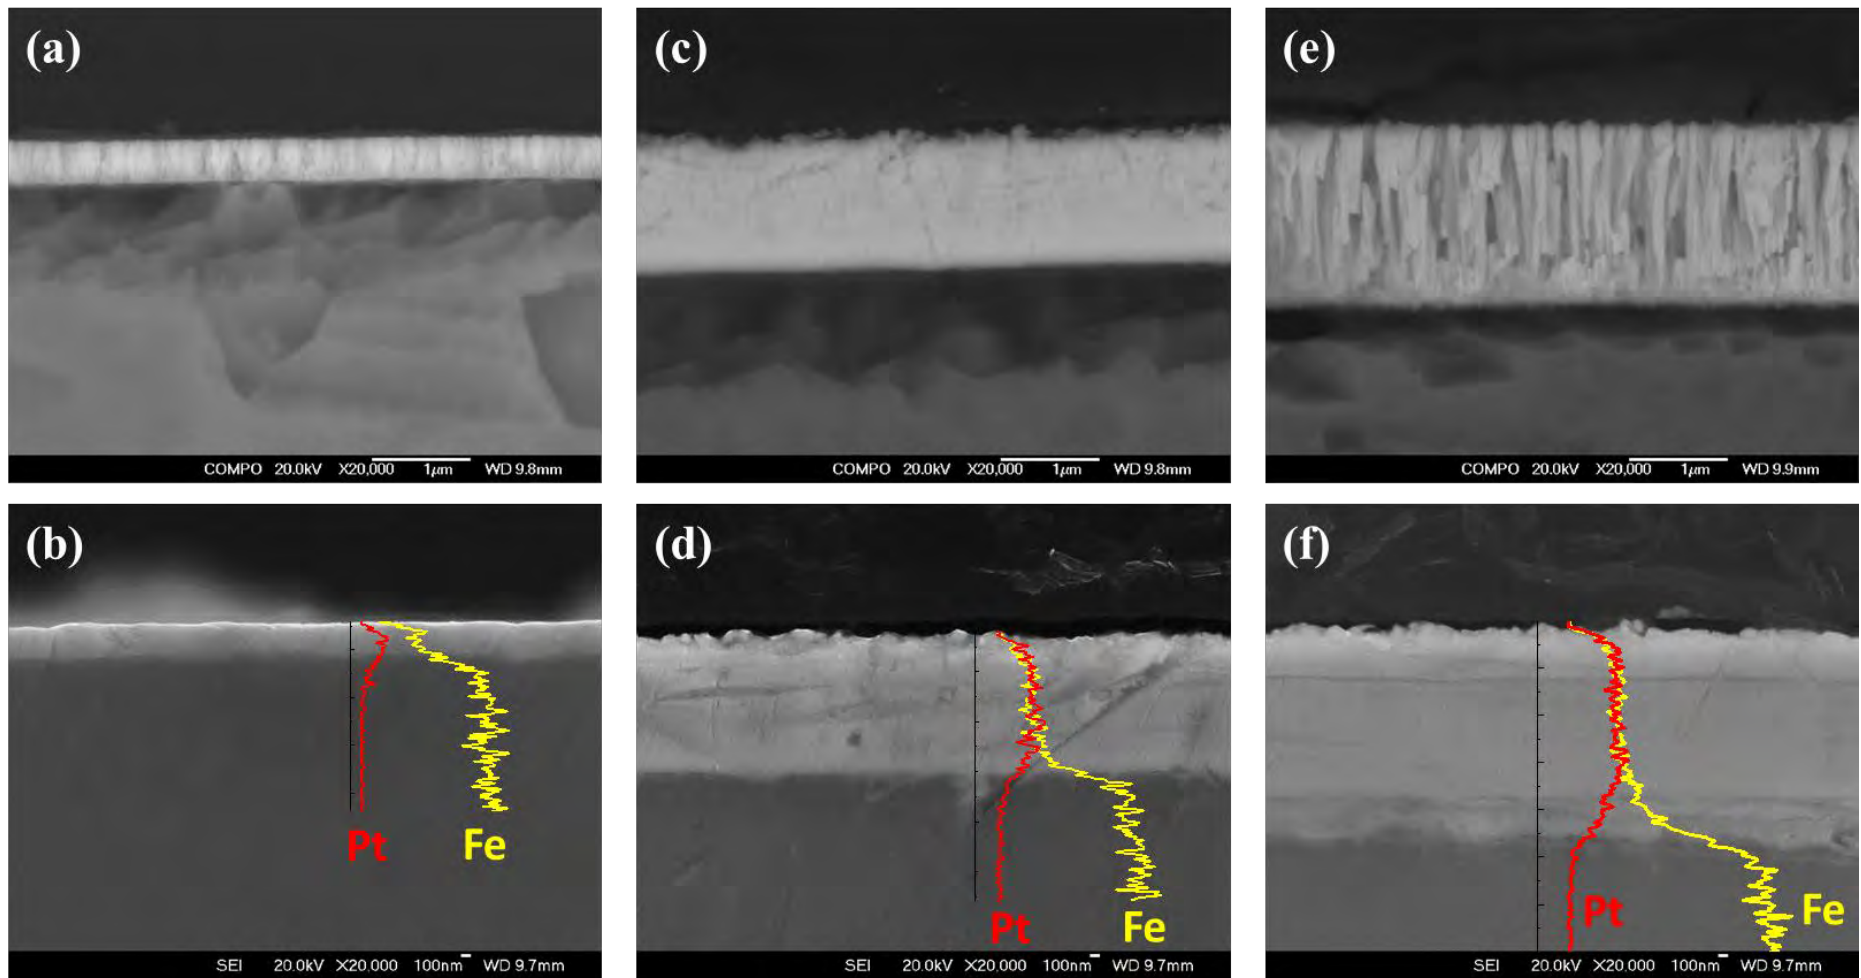 (a)
(c)
(e)
COMPO 20.0kV X20,000 1μm WD 9.8mm
COMPO 20.0kV X20,000 1μm WD 9.8mm
COMPO 20.0kV X20,000 1μm WD 9.9mm
(b)
(d)
(f)
Pt Fe
Pt Fe
Pt Fe
SEI 20.0kV X20,000 100nm WD 9.7mm
SEI 20.0kV X20,000 100nm WD 9.7mm
SEI 20.0kV X20,000 100nm WD 9.7mm